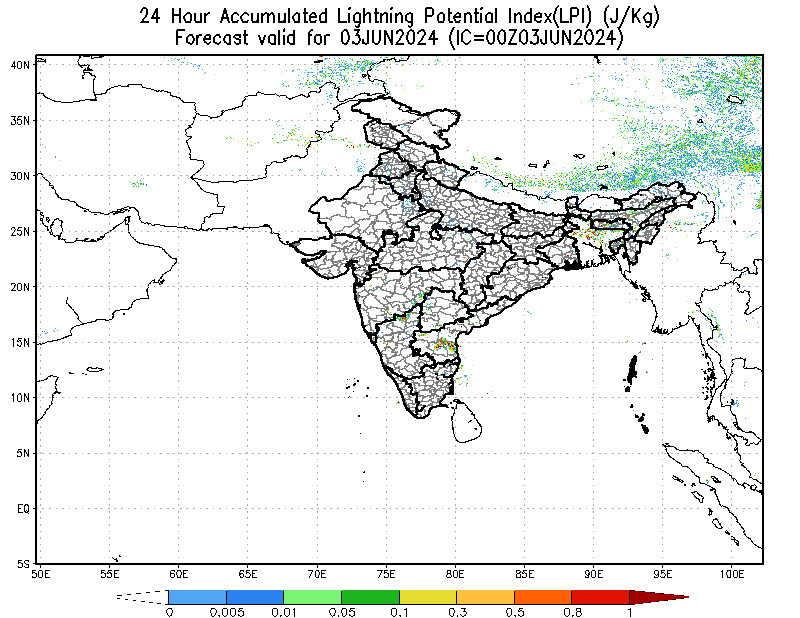 24 Hour Accumulated Lightning Potential Index(LPI) (J/Kg)
Forecast valid for 03JUN2024 (IC=00Z03JUN2024)
40N
35N
30N
25N
20N
15N
10N
5N
EQ
5S
50E 55E 60E 65E 70E 75E 80E 85E 90E 95E 100E
0 0.005 0.01 0.05 0.1 0.3 0.5 0.8 1